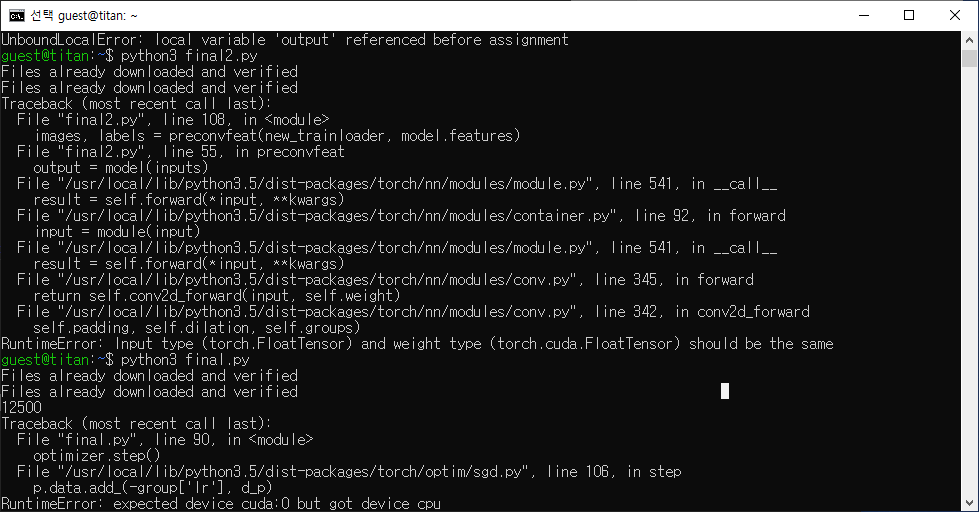 선택 guest@titan: ~
UnboundLocalError: local variable 'output' referenced before assignment
guest@titan:~$ python3 final2.py
Files already downloaded and verified
Files already downloaded and verified
Traceback (most recent call last):
  File "final2.py", line 108, in <module>
    images, labels = preconvfeat(new_trainloader, model.features)
  File "final2.py", line 55, in preconvfeat
    output = model(inputs)
  File "/usr/local/lib/python3.5/dist-packages/torch/nn/modules/module.py", line 541, in __call__
    result = self.forward(*input, **kwargs)
  File "/usr/local/lib/python3.5/dist-packages/torch/nn/modules/container.py", line 92, in forward
    input = module(input)
  File "/usr/local/lib/python3.5/dist-packages/torch/nn/modules/module.py", line 541, in __call__
    result = self.forward(*input, **kwargs)
  File "/usr/local/lib/python3.5/dist-packages/torch/nn/modules/conv.py", line 345, in forward
    return self.conv2d_forward(input, self.weight)
  File "/usr/local/lib/python3.5/dist-packages/torch/nn/modules/conv.py", line 342, in conv2d_forward
    self.padding, self.dilation, self.groups)
RuntimeError: Input type (torch.FloatTensor) and weight type (torch.cuda.FloatTensor) should be the same
guest@titan:~$ python3 final.py
Files already downloaded and verified
Files already downloaded and verified
12500
Traceback (most recent call last):
  File "final.py", line 90, in <module>
    optimizer.step()
  File "/usr/local/lib/python3.5/dist-packages/torch/optim/sgd.py", line 106, in step
    p.data.add_(-group['lr'], d_p)
RuntimeError: expected device cuda:0 but got device cpu